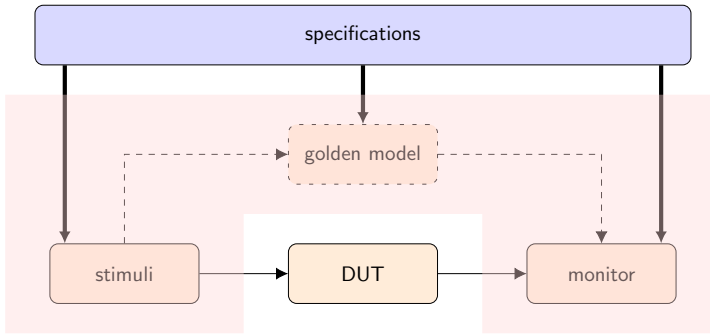 specifications
golden model
stimuli
DUT
monitor